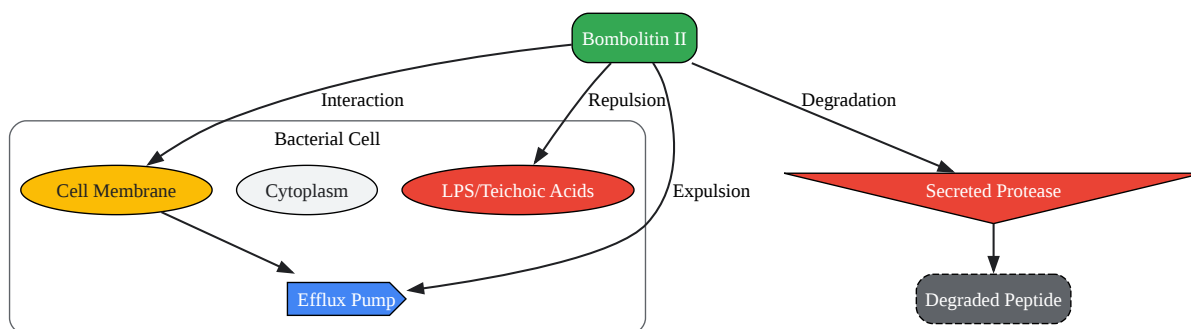 Bombolitin II
Interaction
Repulsion
Degradation
Bacterial Cell
Cell Membrane
Cytoplasm
LPS/Teichoic Acids
Expulsion
Secreted Protease
Efflux Pump
Degraded Peptide